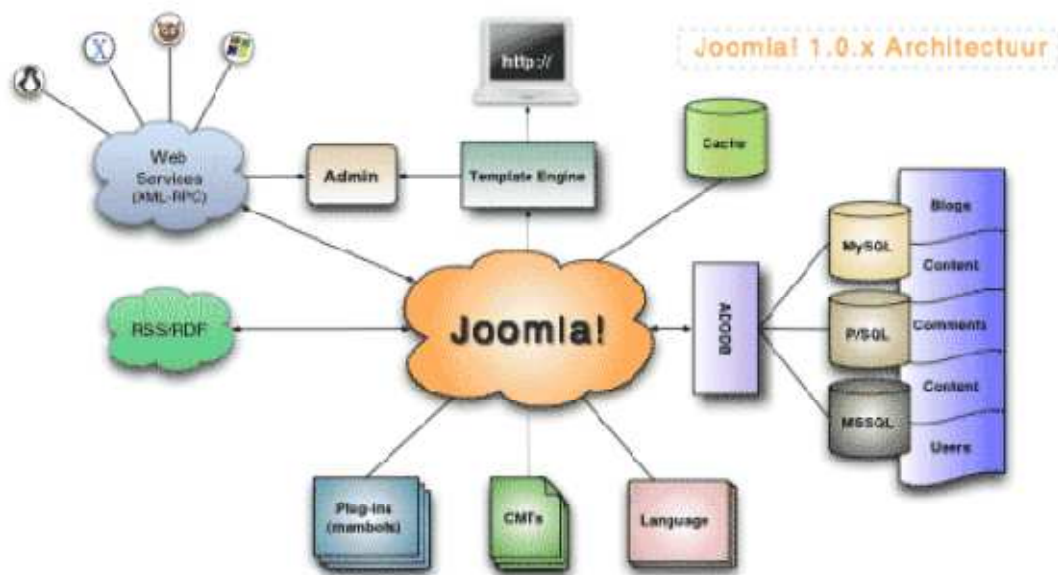 Joomla! 1.0.x Architectuur
http://
Web
Services
(XML-RPC)
Admin
Template Engine
Cache
Blogs
MySQL
Content
RSS/RDF
Joomla!
ADODB
P/SQL
Comments
Content
MSSQL
Users
Plug-ins
(mambots)
CMTs
Language